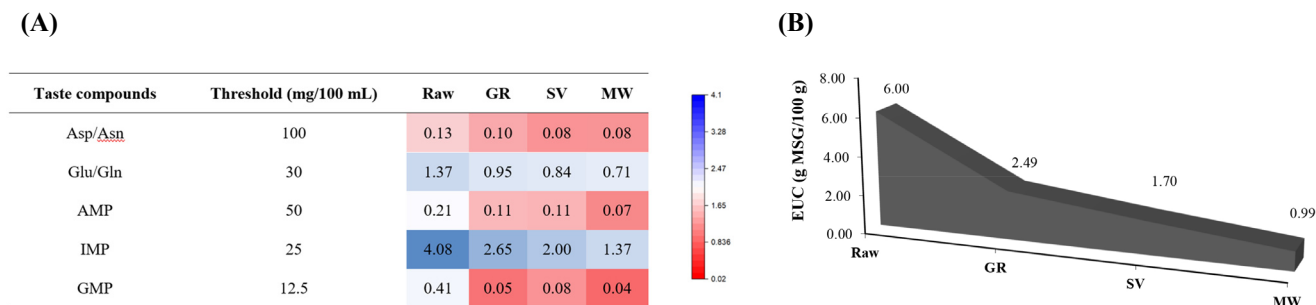 (A)
(B)
Taste compounds Threshold (mg/100 mL) Raw GR SV MW
Asp/Asn 100 0.13 0.10 0.08 0.08
Glu/Gln 30 1.37 0.95 0.84 0.71
AMP 50 0.21 0.11 0.11 0.07
IMP 25 4.08 2.65 2.00 1.37
GMP 12.5 0.41 0.05 0.08 0.04
4.1
3.28
2.47
1.65
0.836
0.02
EUC (g MSG/100 g)
8.00
6.00
4.00
2.00
0.00
6.00
2.49
1.70
0.99
Raw
GR
SV
MW